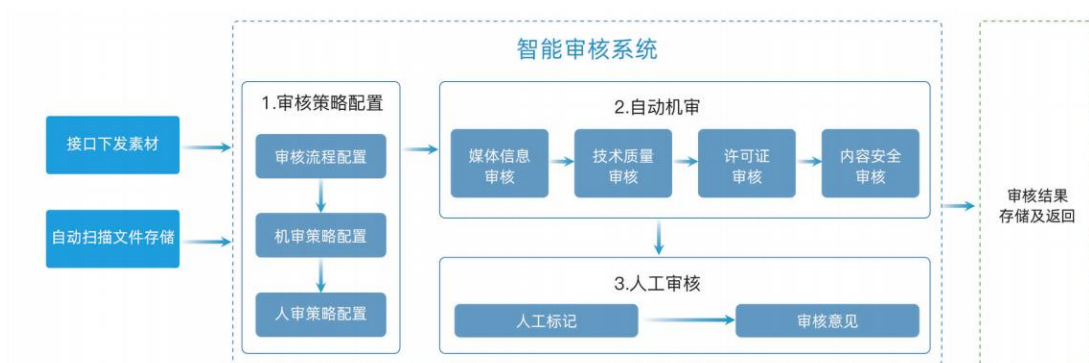 智能审核系统
接口下发素材
自动扫描文件存储
1.审核策略配置
审核流程配置
机审策略配置
人审策略配置
2.自动机审
媒体信息
审核
技术质量
审核
许可证
审核
内容安全
审核
3.人工审核
人工标记
审核意见
审核结果
存储及返回